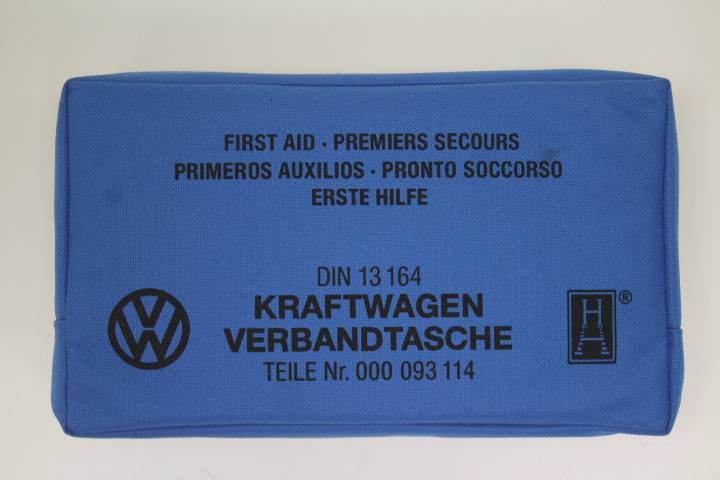 FIRST AID · PREMIERS SECOURS
PRIMEROS AUXILIOS · PRONTO SOCCORSO
ERSTE HILFE
DIN 13 164
KRAFTWAGEN
VERBANDTASCHE
TEILE Nr. 000 093 114
VW
H ®